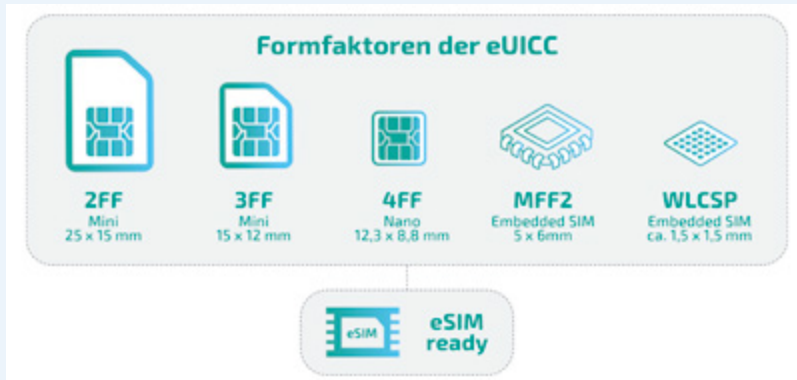 Formfaktoren der eUICC
2FF
Mini
25 x 15 mm
3FF
Mini
15 x 12 mm
4FF
Nano
12,3 x 8,8 mm
MFF2
Embedded SIM
5 x 6mm
WLCSP
Embedded SIM
ca. 1,5 x 1,5 mm
eSIM
eSIM
ready